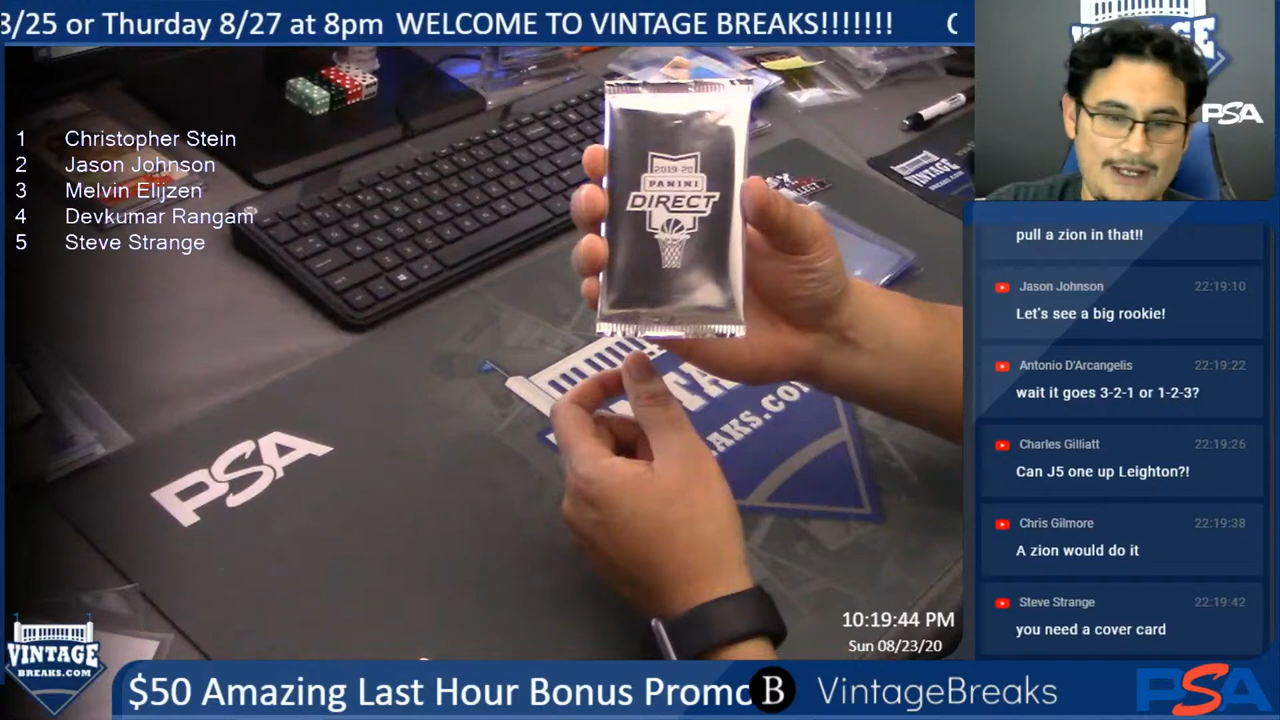 3/25 or Thurday 8/27 at 8pm WELCOME TO VINTAGE BREAKS!!!!!!!
1 Christopher Stein
2 Jason Johnson
3 Melvin Elijzen
4 Devkumar Rangam
5 Steve Strange
2019-20
PANINI
DIRECT
PSA
PSA
pull a zion in that!!
Jason Johnson 22:19:10
Let's see a big rookie!
Antonio D'Arcangelis 22:19:22
wait it goes 3-2-1 or 1-2-3?
Charles Gilliatt 22:19:26
Can J5 one up Leighton?!
Chris Gilmore 22:19:38
A zion would do it
Steve Strange 22:19:42
you need a cover card
10:19:44 PM
Sun 08/23/20
VINTAGE
BREAKS.COM
$50 Amazing Last Hour Bonus Promo
B VintageBreaks
PSA